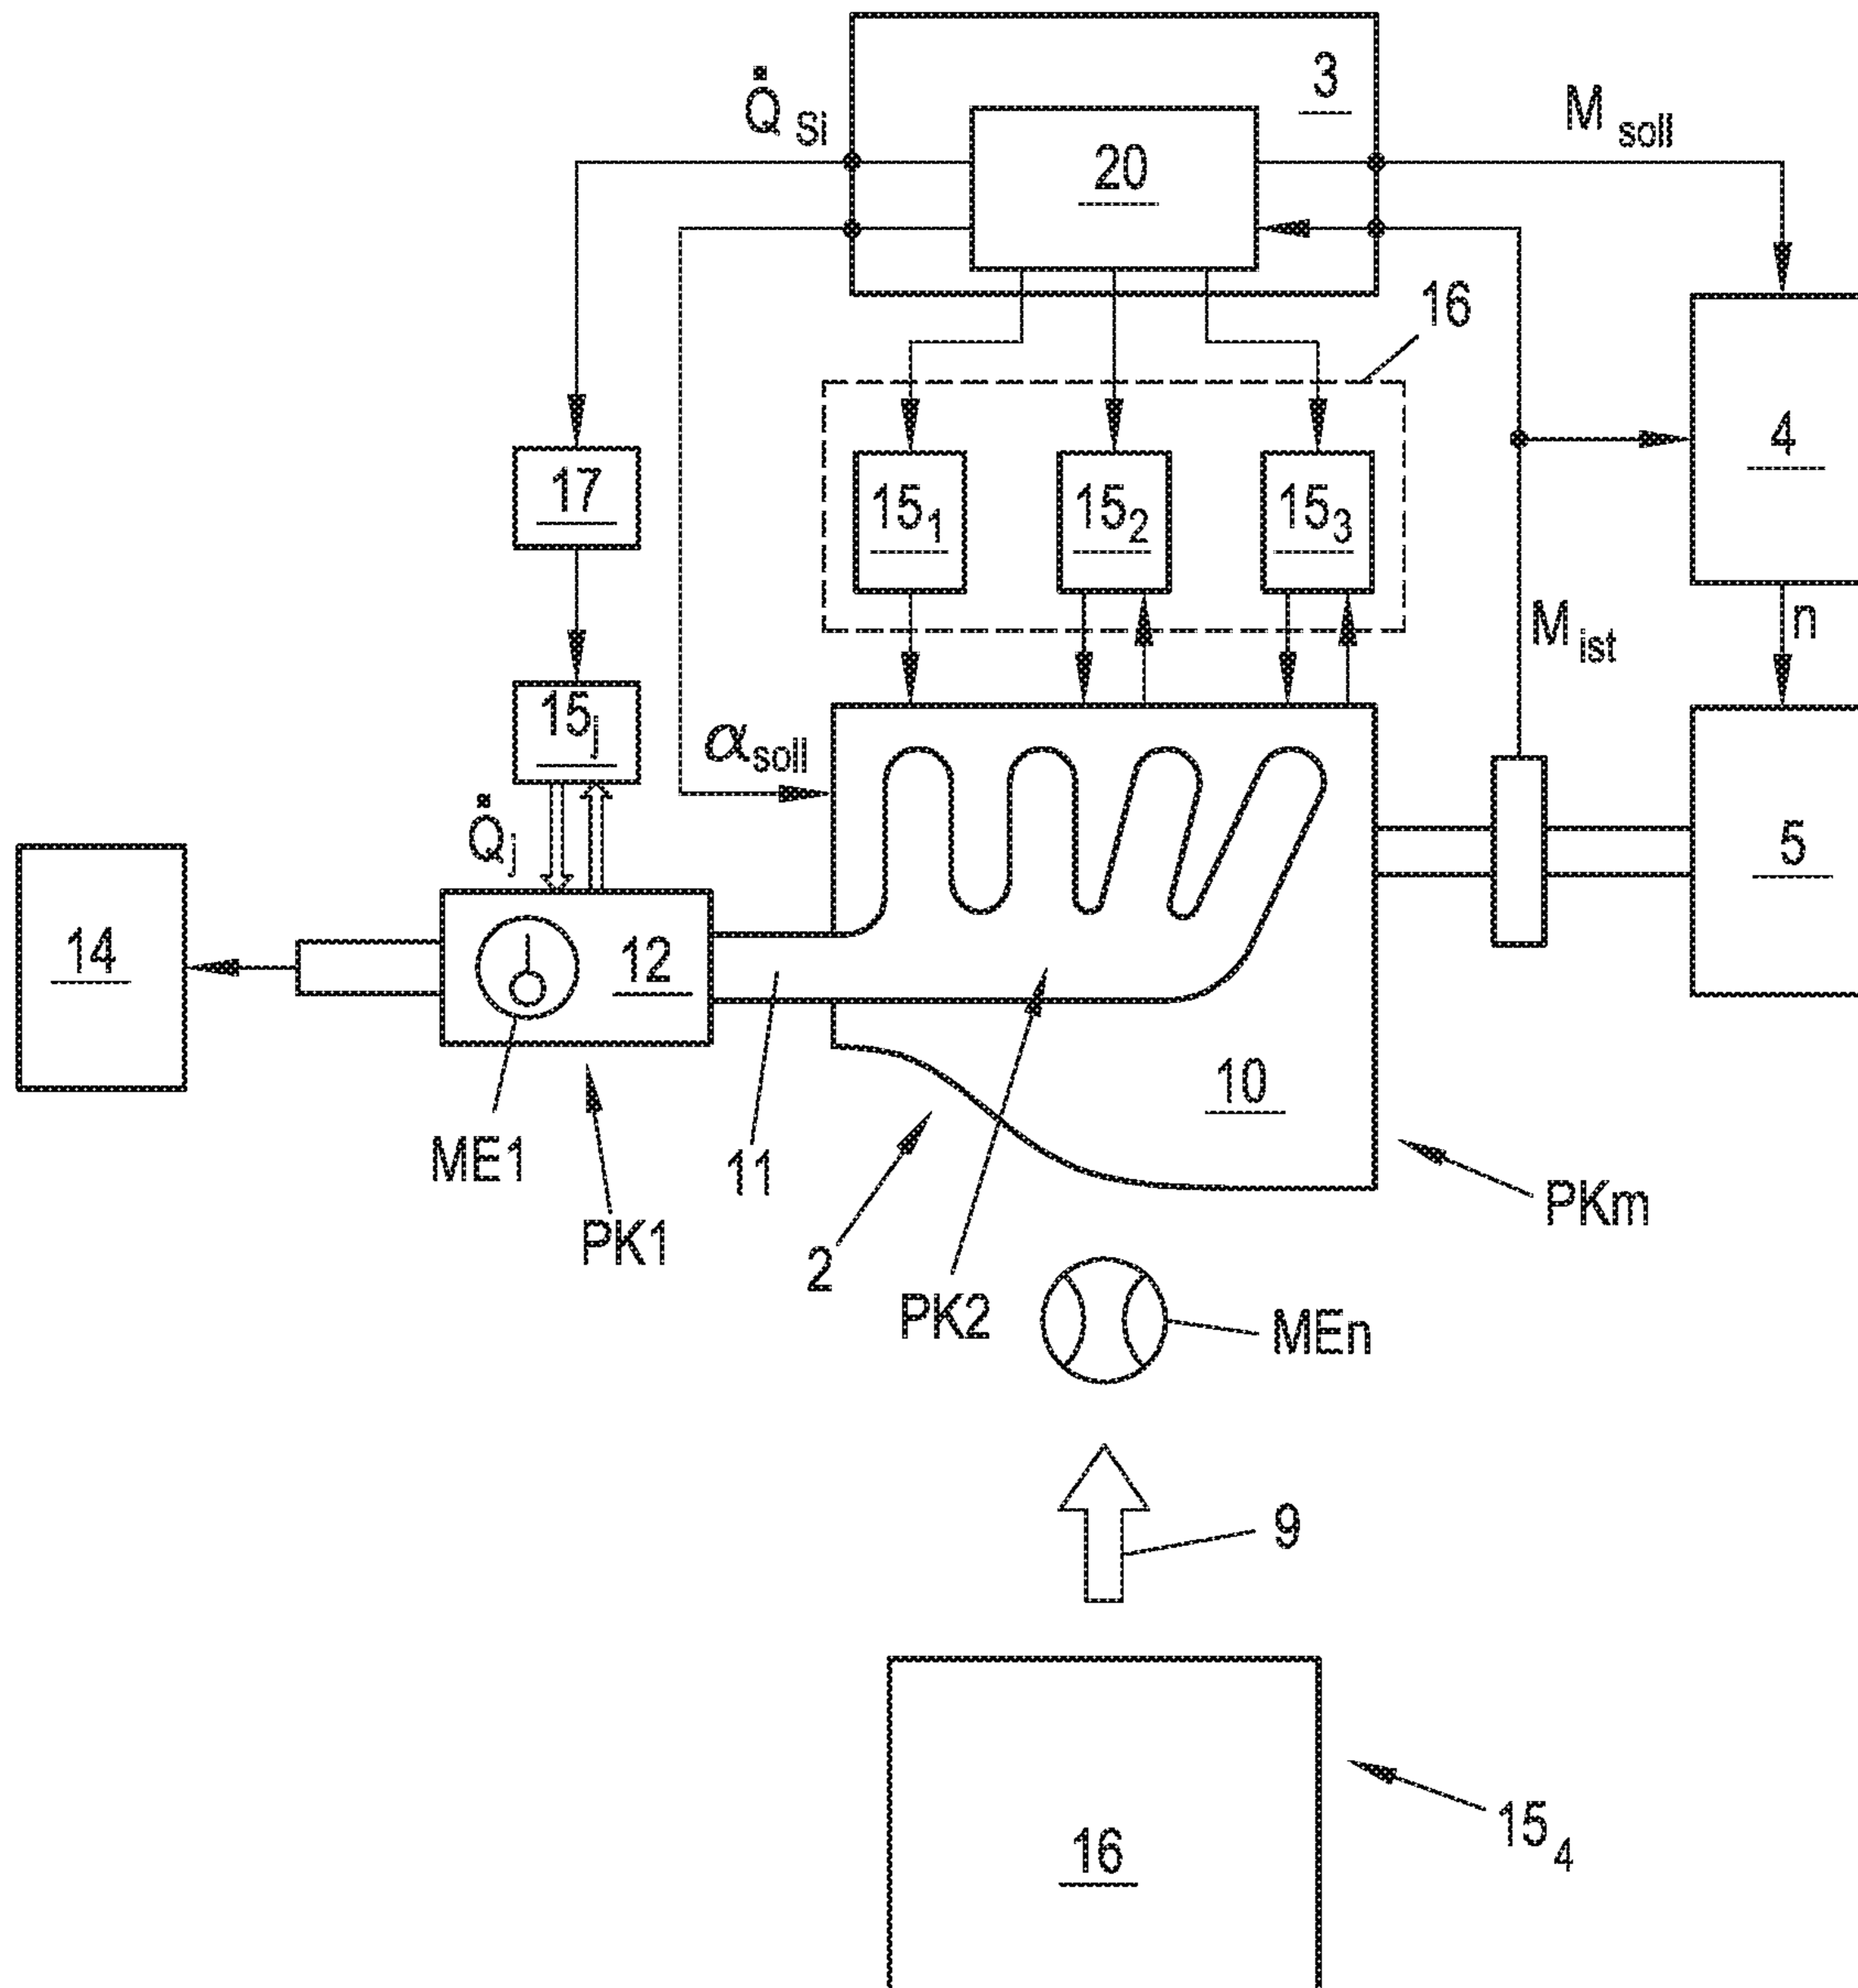 3
Q̇ Si
M soll
20
16
4
17
15₁
15₂
15₃
n
M ist
15j
α soll
Q̇ j
5
14
12
10
ME1
11
PK1
2
PK2
PKm
MEn
9
15₄
16